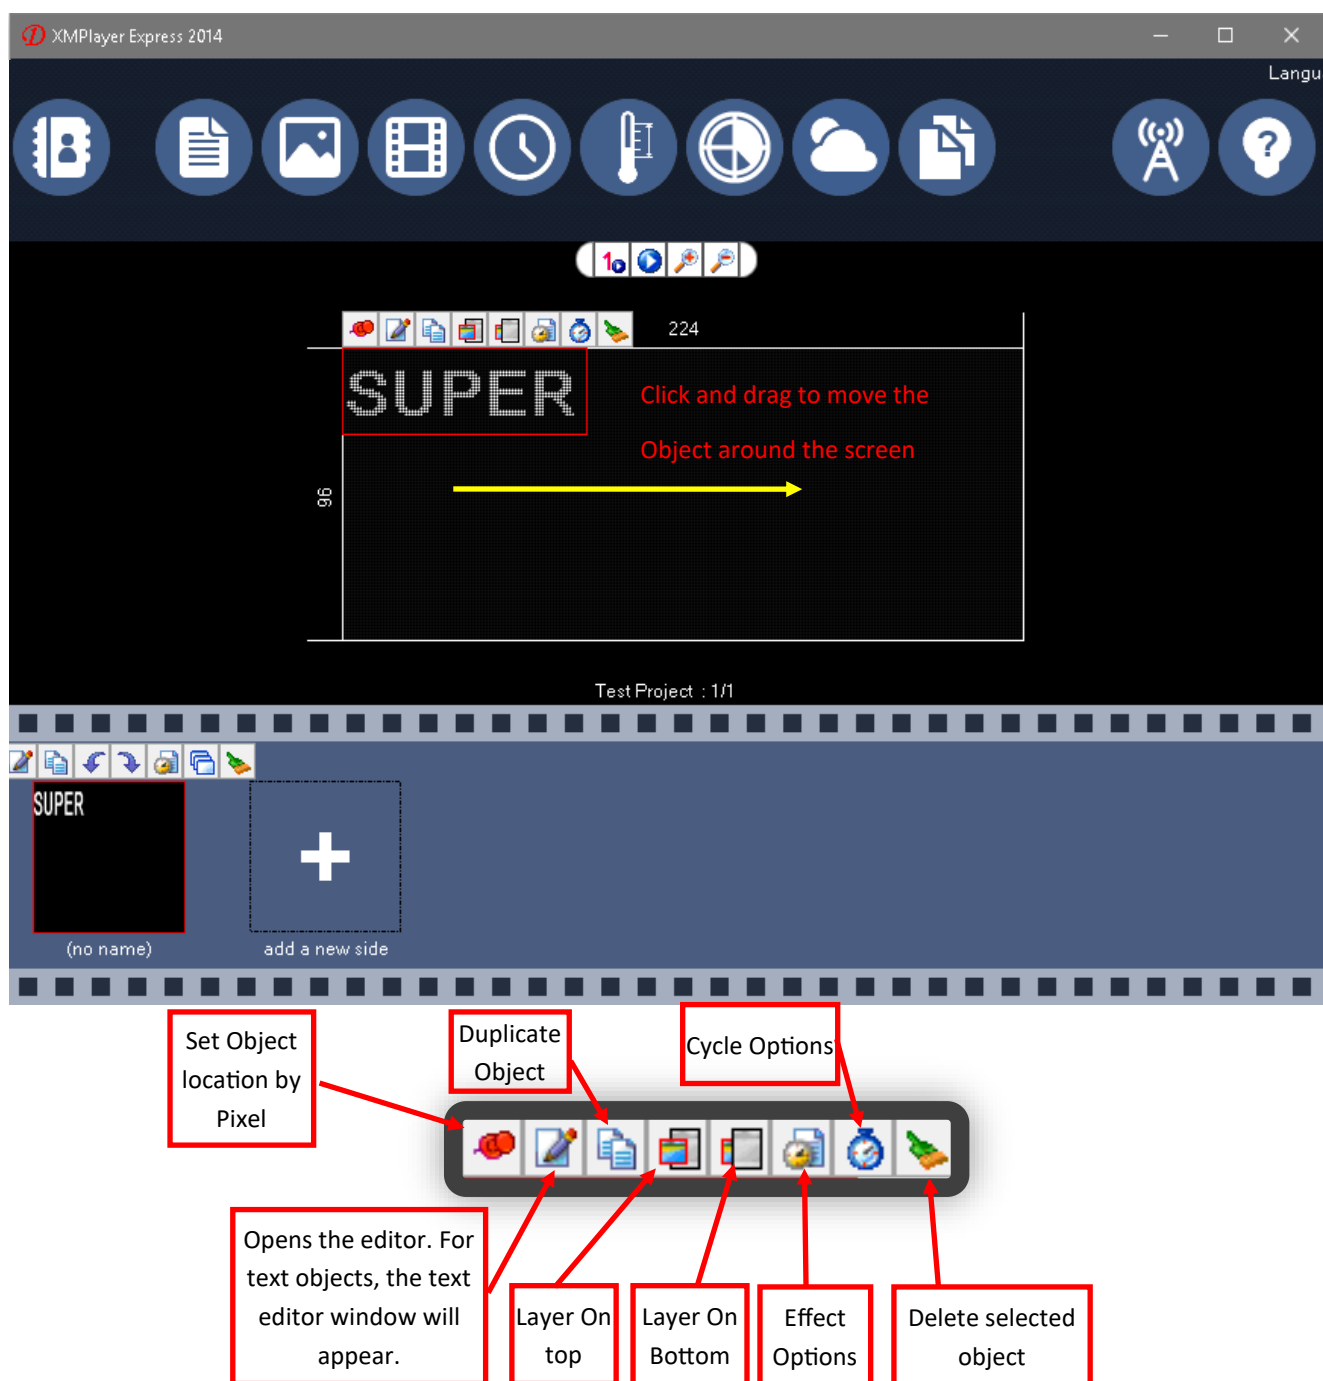 XMPlayer Express 2014
Langu
1
224
SUPER
Click and drag to move the
Object around the screen
96
Test Project : 1/1
SUPER
(no name)
add a new side
Set Object
location by
Pixel
Duplicate
Object
Cycle Options
Opens the editor. For
text objects, the text
editor window will
appear.
Layer On
top
Layer On
Bottom
Effect
Options
Delete selected
object